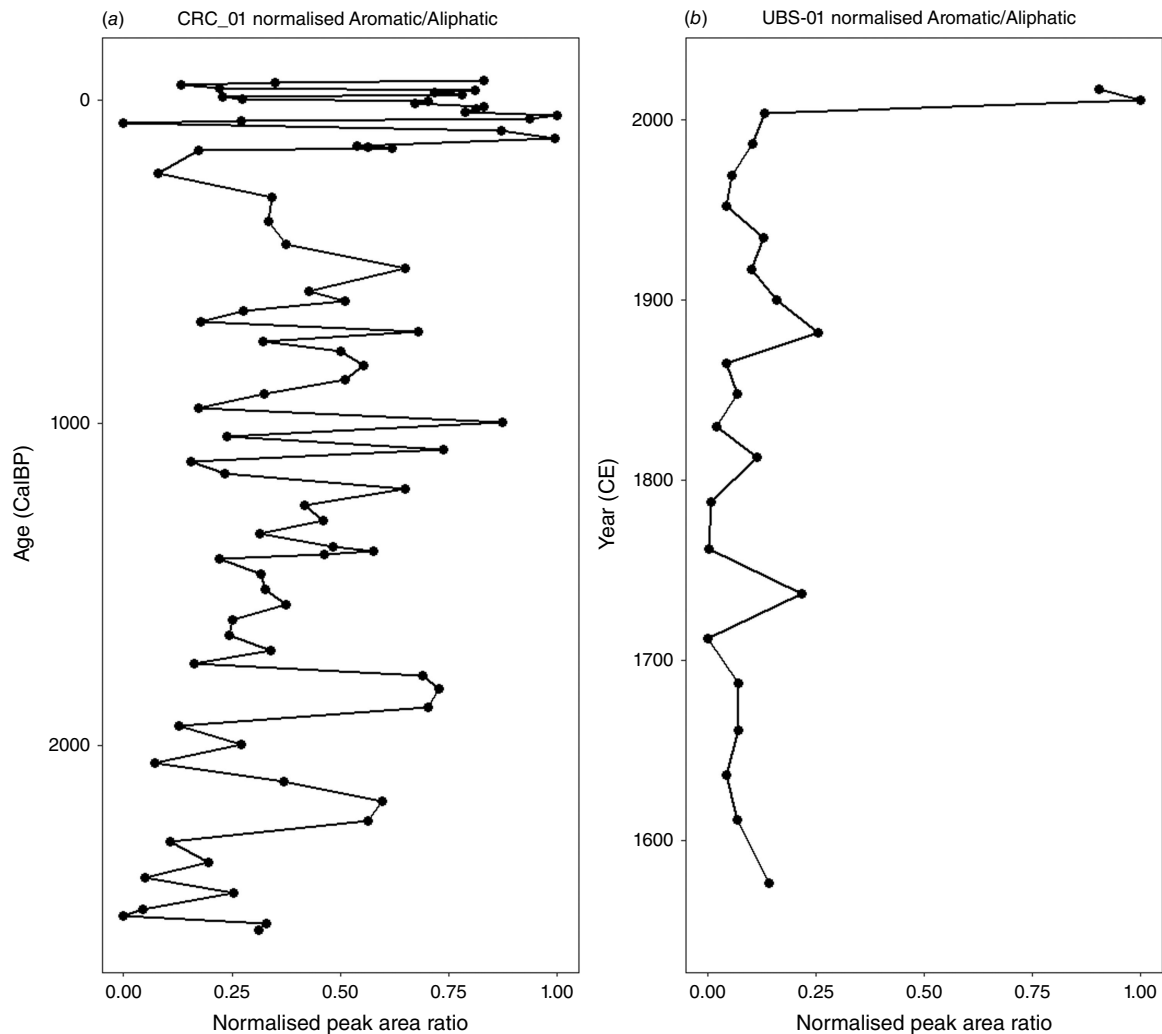 (a) CRC_01 normalised Aromatic/Aliphatic
0
1000
2000
Age (CalBP)
0.00 0.25 0.50 0.75 1.00
Normalised peak area ratio
(b) UBS-01 normalised Aromatic/Aliphatic
2000
1900
1800
1700
1600
Year (CE)
0.00 0.25 0.50 0.75 1.00
Normalised peak area ratio